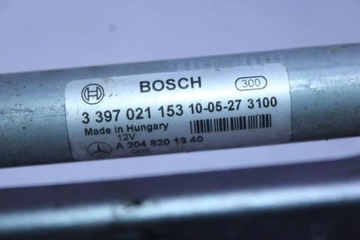 BOSCH 300
3 397 021 153 10-05-27 3100
Made in Hungary
12V
A 204 820 13 40